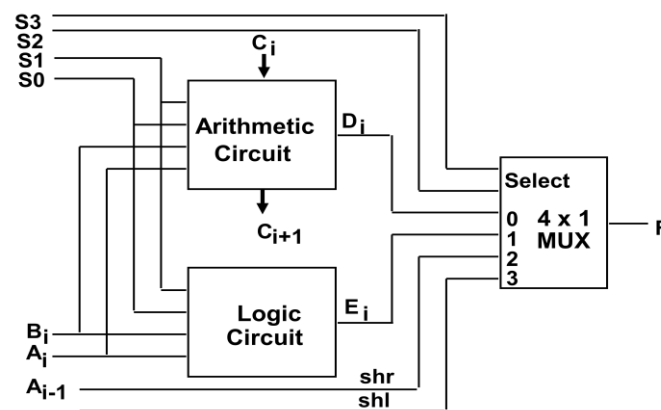 S3
S2
S1
S0
Ci
Arithmetic
Circuit
Di
Ci+1
Select
0
1
2
3
4 x 1
MUX
Logic
Circuit
Ei
Bi
Ai
Ai-1
shr
shl